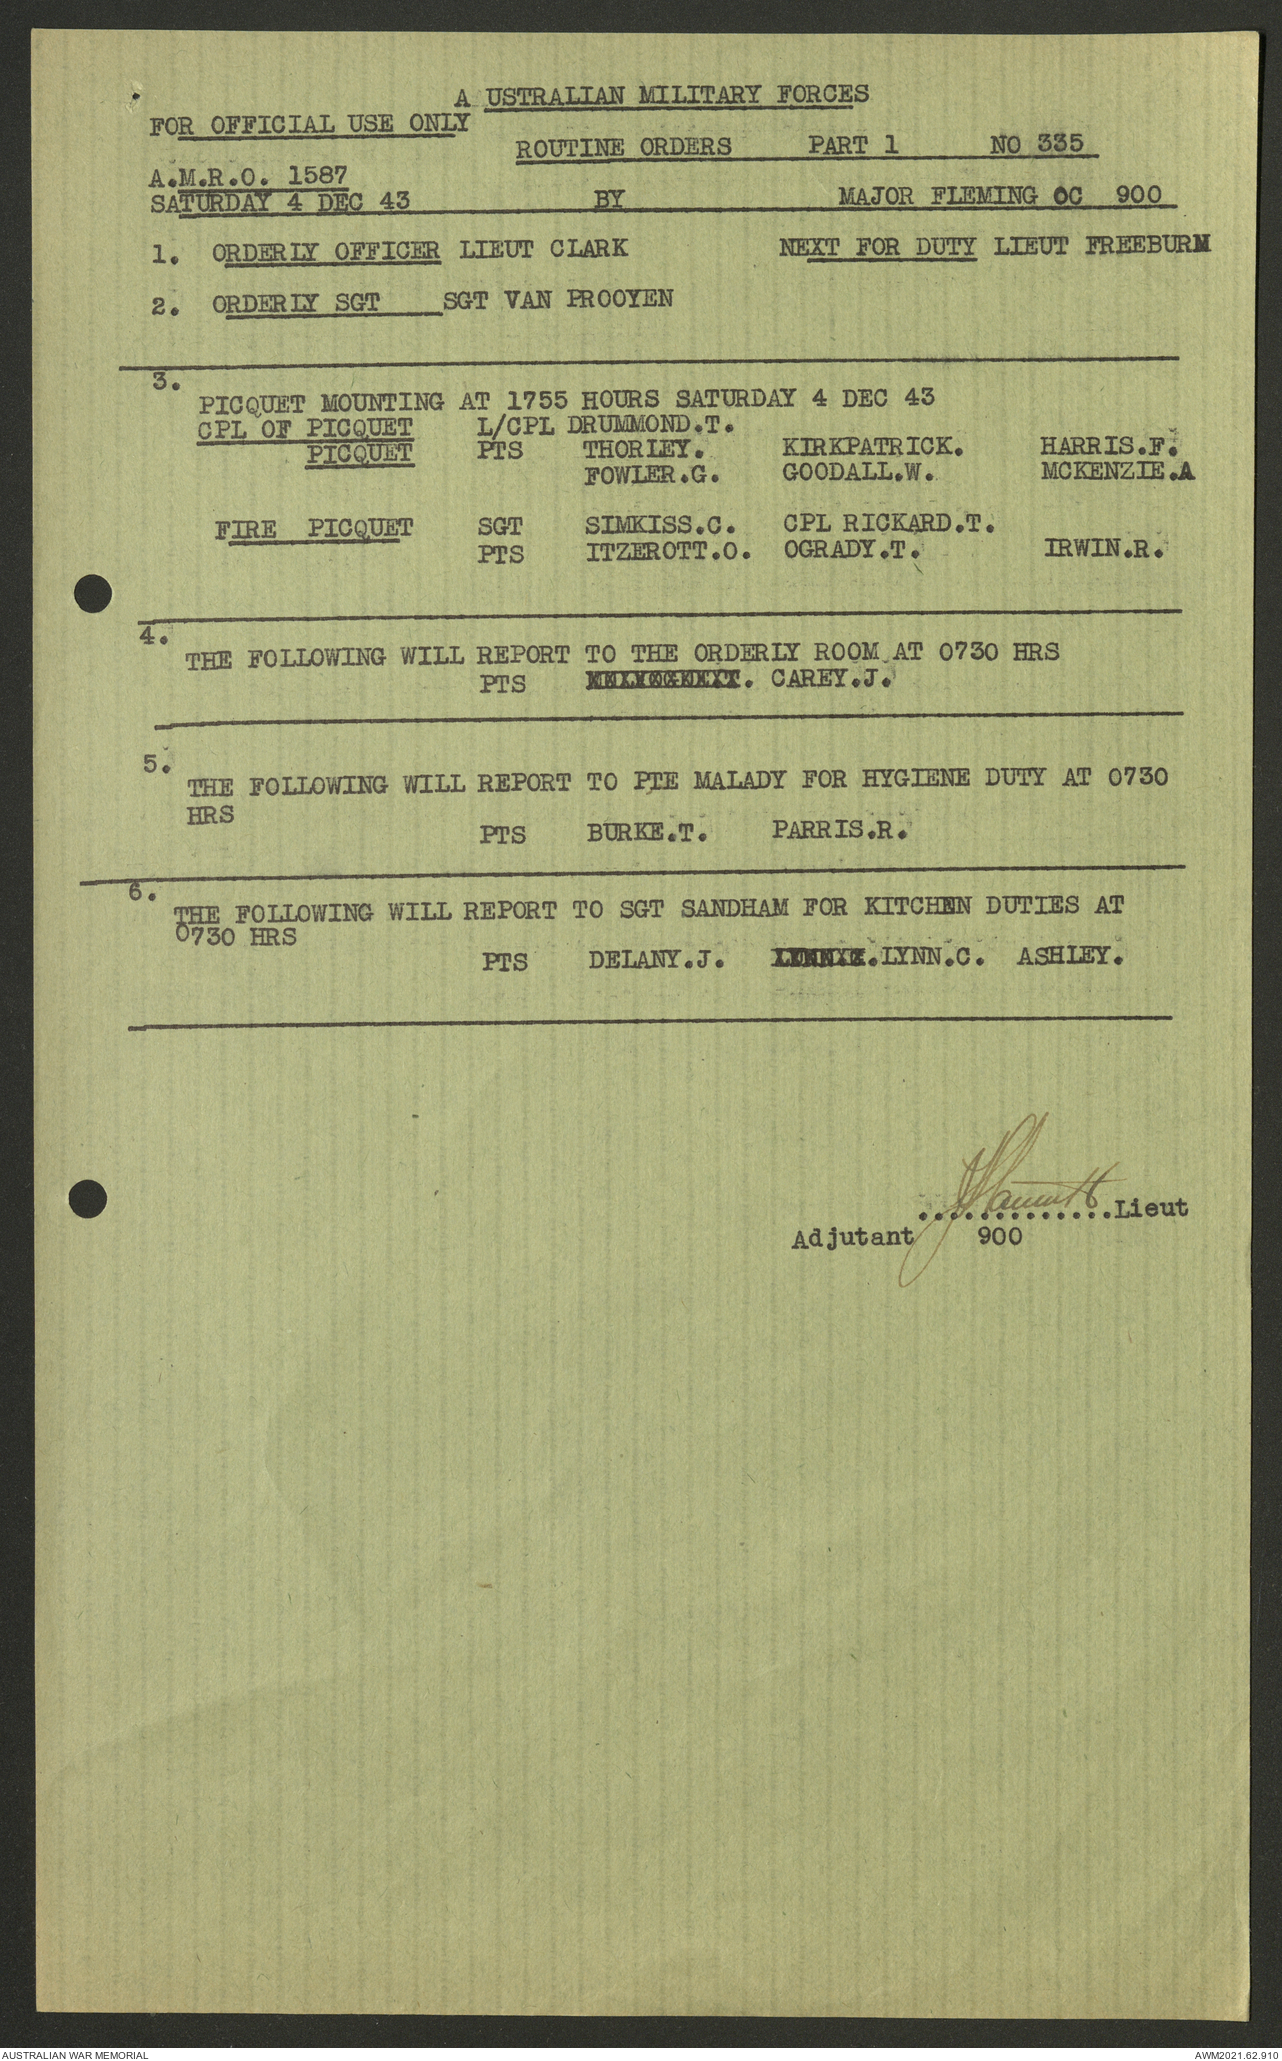 A USTRALIAN MILITARY FORCES
FOR OFFICIAL USE ONLY
ROUTINE ORDERS PART 1 NO 335
A.M.R.O. 1587
SATURDAY 4 DEC 43 BY MAJOR FLEMING OC 900
1. ORDERLY OFFICER LIEUT CLARK NEXT FOR DUTY LIEUT FREEBURM
2. ORDERLY SGT SGT VAN PROOYEN
3.
PICQUET MOUNTING AT 1755 HOURS SATURDAY 4 DEC 43
CPL OF PICQUET L/CPL DRUMMOND.T.
PICQUET PTS THORLEY. KIRKPATRICK. HARRIS.F.
FOWLER.G. GOODALL.W. MCKENZIE.A
FIRE PICQUET SGT SIMKISS.C. CPL RICKARD.T.
PTS ITZEROTT.O. OGRADY.T. IRWIN.R.
4.
THE FOLLOWING WILL REPORT TO THE ORDERLY ROOM AT 0730 HRS
PTS CAREY.J.
5.
THE FOLLOWING WILL REPORT TO PTE MALADY FOR HYGIENE DUTY AT 0730
HRS
PTS BURKE.T. PARRIS.R.
6.
THE FOLLOWING WILL REPORT TO SGT SANDHAM FOR KITCHEN DUTIES AT
0730 HRS
PTS DELANY.J. LYNN.C. ASHLEY.
.............Lieut
Adjutant 900
AUSTRALIAN WAR MEMORIAL AWM2021.62.910